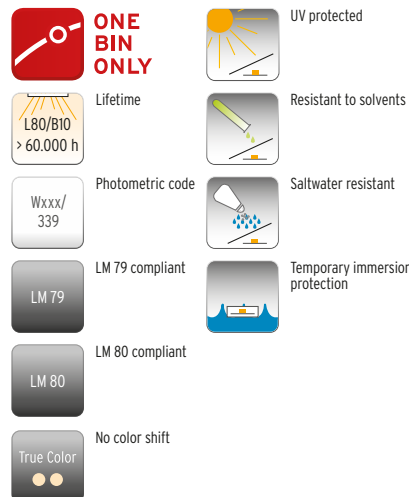 ONE
BIN
ONLY
L80/B10
> 60.000 h
Lifetime
Wxxx/
339
Photometric code
LM 79
LM 79 compliant
LM 80
LM 80 compliant
True Color
No color shift
UV protected
Resistant to solvents
Saltwater resistant
Temporary immersion
protection